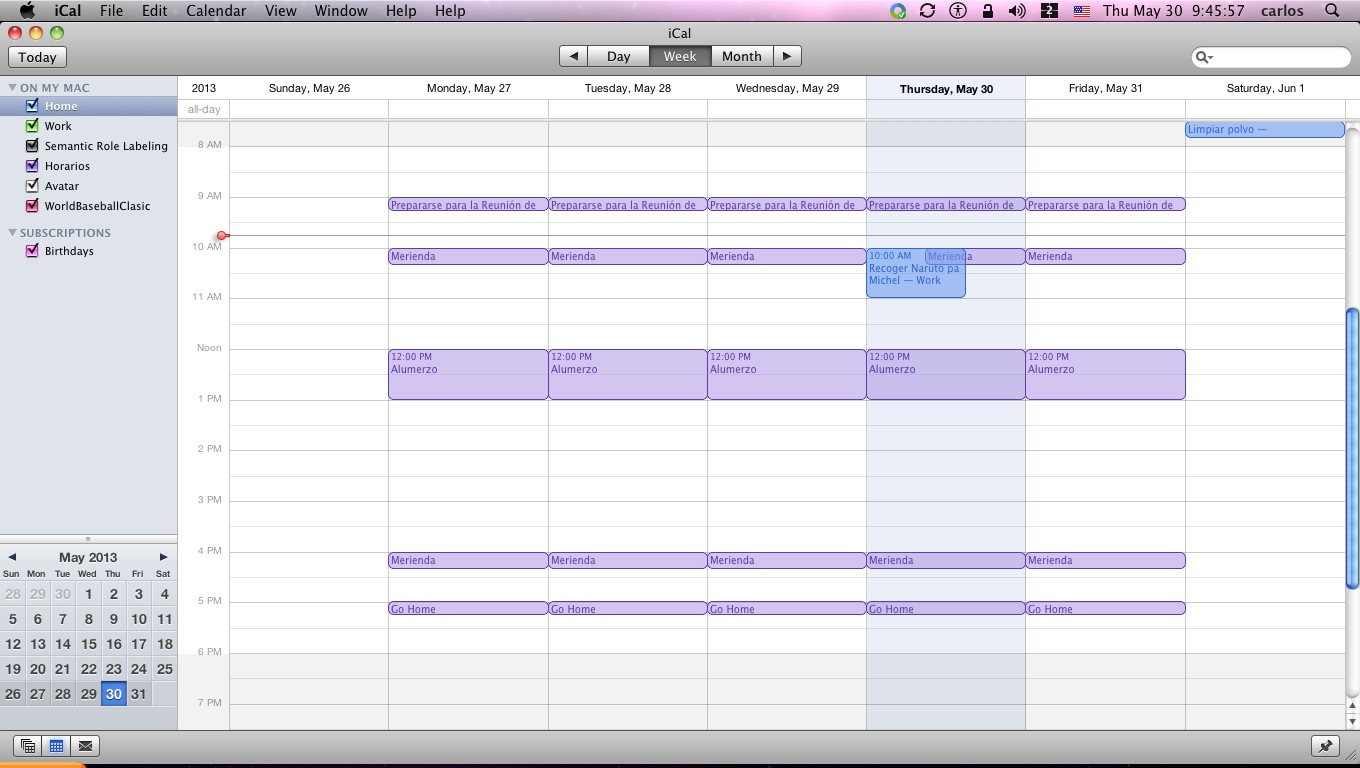 iCal File Edit Calendar View Window Help Help 2 Thu May 30 9:45:57 carlos
iCal
Today Day Week Month
ON MY MAC
Home
Work
Semantic Role Labeling
Horarios
Avatar
WorldBaseballClasic
SUBSCRIPTIONS
Birthdays
2013 Sunday, May 26 Monday, May 27 Tuesday, May 28 Wednesday, May 29 Thursday, May 30 Friday, May 31 Saturday, Jun 1
all-day
Limpiar polvo —
8 AM
9 AM
Prepararse para la Reunión de Prepararse para la Reunión de Prepararse para la Reunión de Prepararse para la Reunión de Prepararse para la Reunión de
10 AM
Merienda Merienda Merienda 10:00 AM Merienda Merienda
Recoger Naruto pa
Michel — Work
11 AM
Noon
12:00 PM 12:00 PM 12:00 PM 12:00 PM 12:00 PM
Alumerzo Alumerzo Alumerzo Alumerzo Alumerzo
1 PM
2 PM
3 PM
4 PM
Merienda Merienda Merienda Merienda Merienda
5 PM
Go Home Go Home Go Home Go Home Go Home
6 PM
7 PM
May 2013
Sun Mon Tue Wed Thu Fri Sat
28 29 30 1 2 3 4
5 6 7 8 9 10 11
12 13 14 15 16 17 18
19 20 21 22 23 24 25
26 27 28 29 30 31